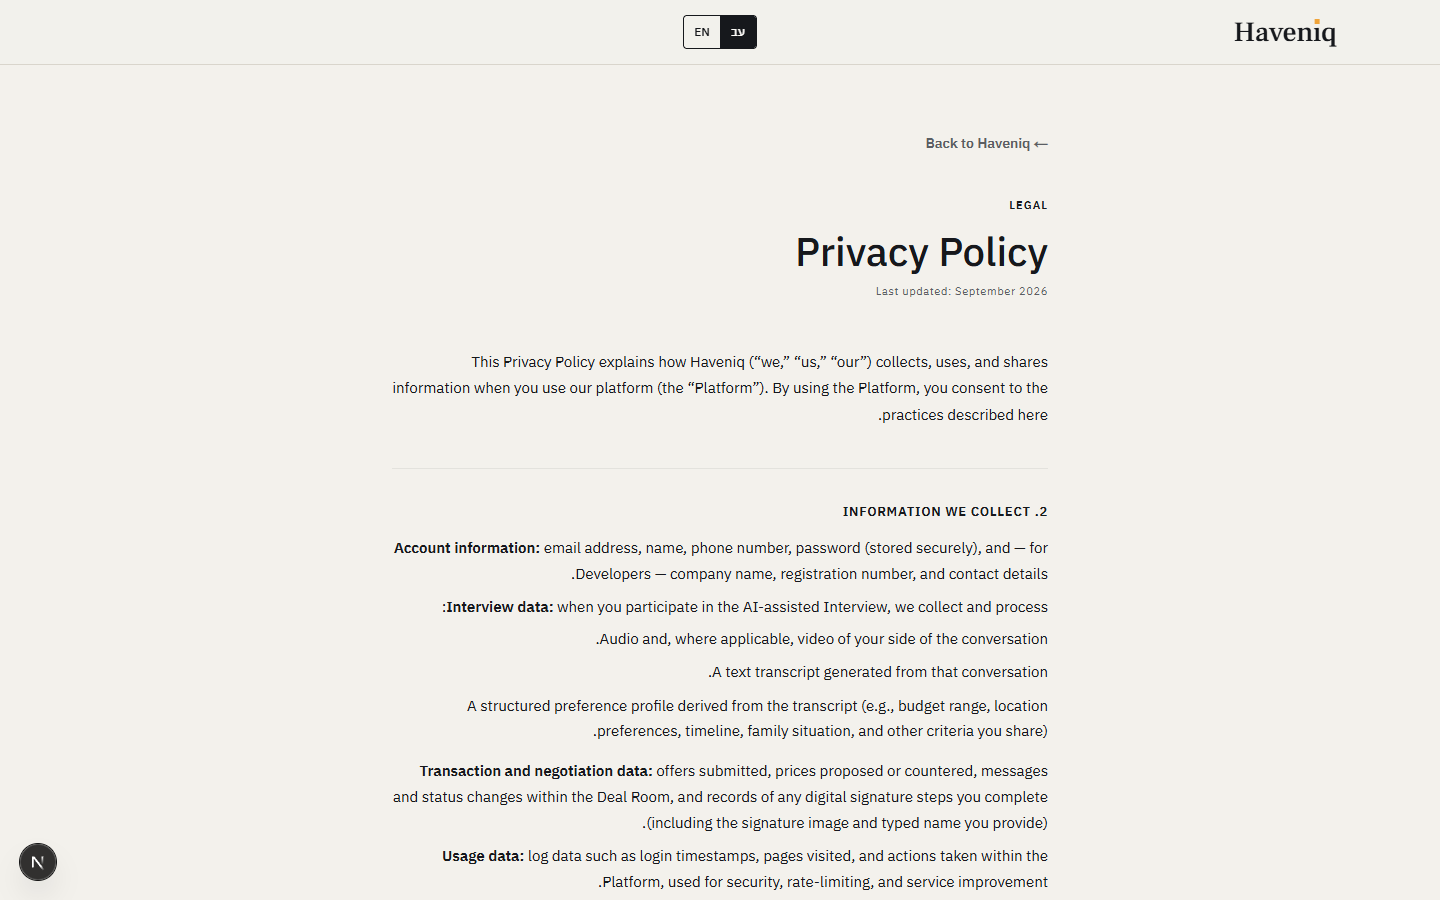 Haveniq
עב
EN
Back to Haveniq ←
LEGAL
Privacy Policy
Last updated: September 2026
This Privacy Policy explains how Haveniq (“we,” “us,” “our”) collects, uses, and shares
information when you use our platform (the “Platform”). By using the Platform, you consent to the
.practices described here
INFORMATION WE COLLECT .2
Account information: email address, name, phone number, password (stored securely), and — for
.Developers — company name, registration number, and contact details
:Interview data: when you participate in the AI-assisted Interview, we collect and process
.Audio and, where applicable, video of your side of the conversation
.A text transcript generated from that conversation
A structured preference profile derived from the transcript (e.g., budget range, location
.preferences, timeline, family situation, and other criteria you share)
Transaction and negotiation data: offers submitted, prices proposed or countered, messages
and status changes within the Deal Room, and records of any digital signature steps you complete
.(including the signature image and typed name you provide)
Usage data: log data such as login timestamps, pages visited, and actions taken within the
.Platform, used for security, rate-limiting, and service improvement
N